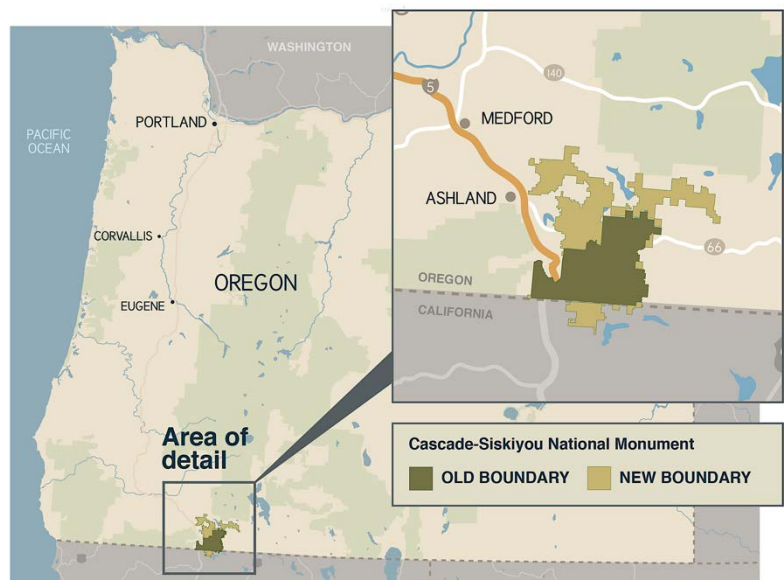 WASHINGTON
PACIFIC
OCEAN
PORTLAND
CORVALLIS
OREGON
EUGENE
Area of
detail
140
5
MEDFORD
ASHLAND
66
OREGON
CALIFORNIA
Cascade-Siskiyou National Monument
OLD BOUNDARY
NEW BOUNDARY